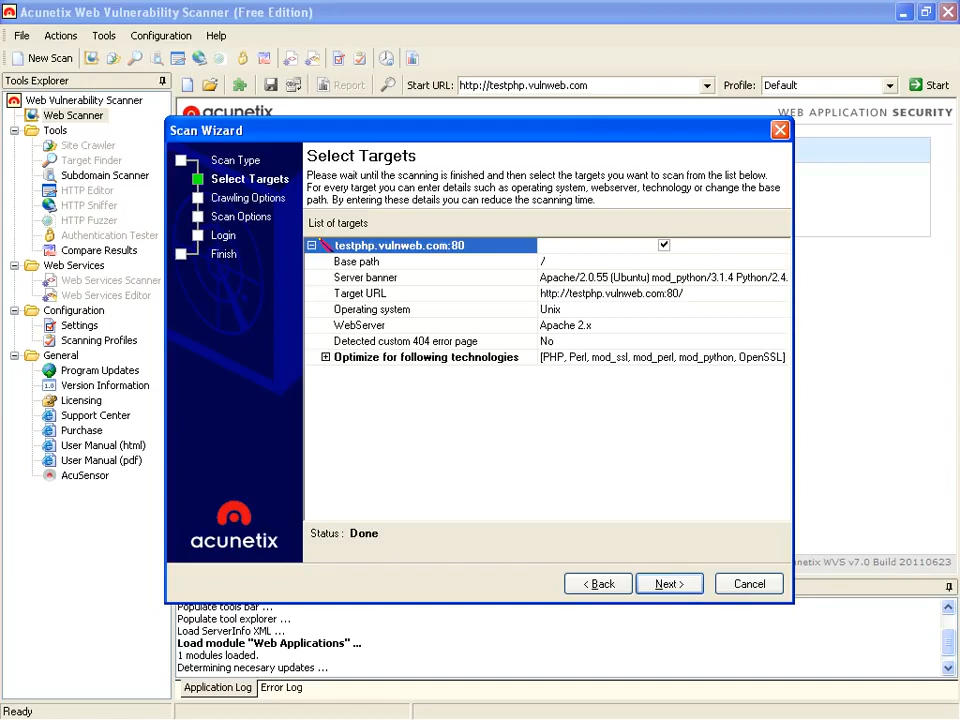 Acunetix Web Vulnerability Scanner (Free Edition)
File Actions Tools Configuration Help
New Scan
Tools Explorer
Report Start URL: http://testphp.vulnweb.com Profile: Default Start
Web Vulnerability Scanner
Web Scanner
Tools
Site Crawler
Target Finder
Subdomain Scanner
HTTP Editor
HTTP Sniffer
HTTP Fuzzer
Authentication Tester
Compare Results
Web Services
Web Services Scanner
Web Services Editor
Configuration
Settings
Scanning Profiles
General
Program Updates
Version Information
Licensing
Support Center
Purchase
User Manual (html)
User Manual (pdf)
AcuSensor
acunetix
WEB APPLICATION SECURITY
Scan Wizard
Scan Type
Select Targets
Crawling Options
Scan Options
Login
Finish
acunetix
Select Targets
Please wait until the scanning is finished and then select the targets you want to scan from the list below.
For every target you can enter details such as operating system, webserver, technology or change the base
path. By entering these details you can reduce the scanning time.
List of targets
testphp.vulnweb.com:80
Base path /
Server banner Apache/2.0.55 (Ubuntu) mod_python/3.1.4 Python/2.4.
Target URL http://testphp.vulnweb.com:80/
Operating system Unix
WebServer Apache 2.x
Detected custom 404 error page No
Optimize for following technologies [PHP, Perl, mod_ssl, mod_perl, mod_python, OpenSSL]
Status : Done
< Back Next > Cancel
netix WVS v7.0 Build 20110623
Populate tools bar ...
Populate tool explorer ...
Load ServerInfo XML ...
Load module "Web Applications" ...
1 modules loaded.
Determining necesary updates ...
Application Log Error Log
Ready